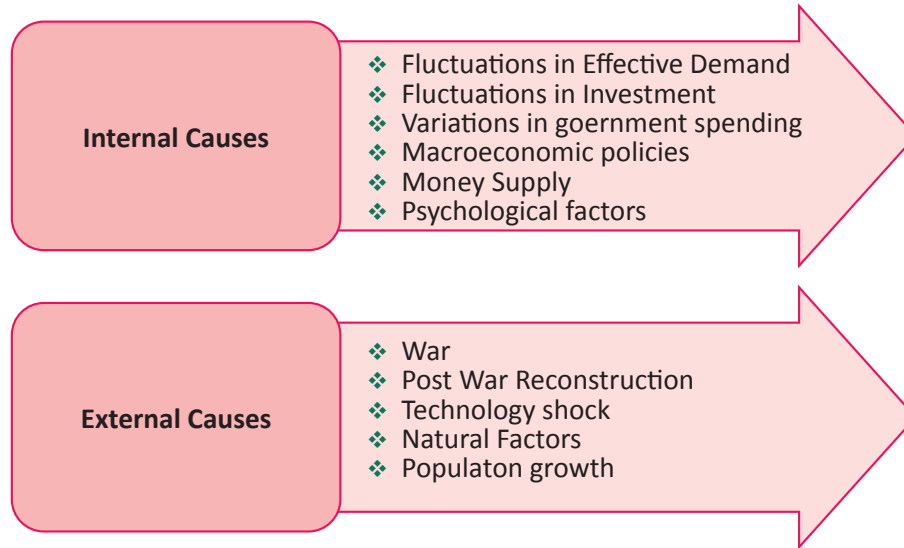 Internal Causes
❖ Fluctuations in Effective Demand
❖ Fluctuations in Investment
❖ Variations in goernment spending
❖ Macroeconomic policies
❖ Money Supply
❖ Psychological factors
External Causes
❖ War
❖ Post War Reconstruction
❖ Technology shock
❖ Natural Factors
❖ Populaton growth